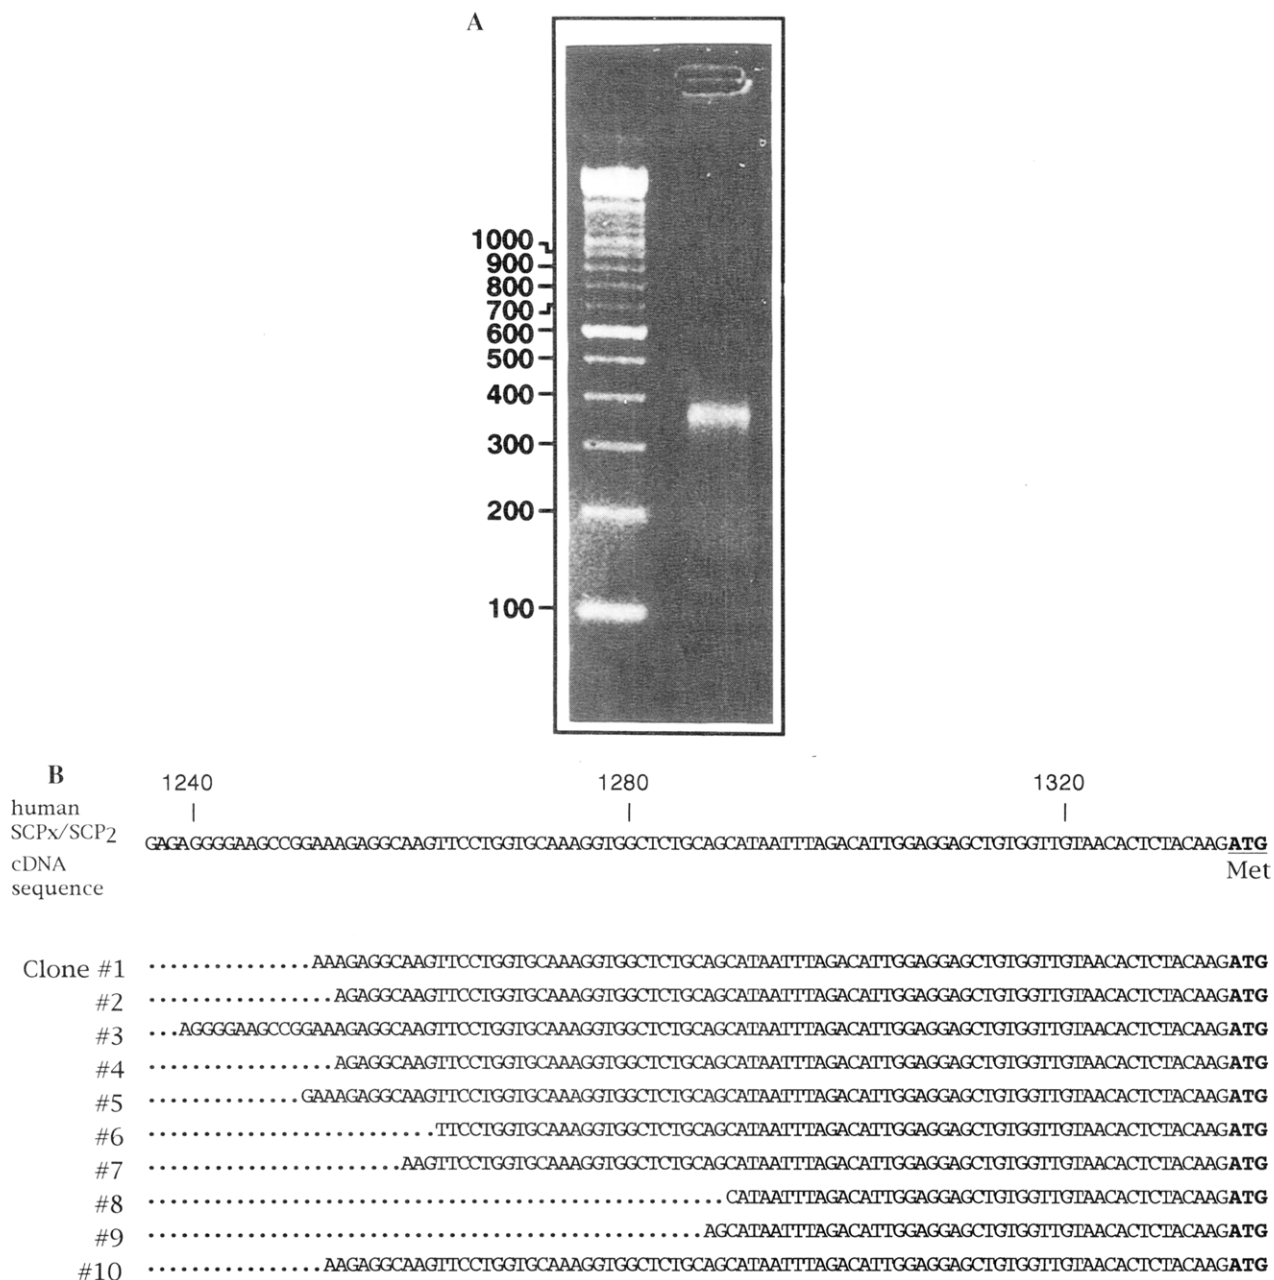 A
1000
900
800
700
600
500
400
300
200
100
B
1240 1280 1320
human
SCPx/SCP2
cDNA
sequence
GAGAGGGGAAGCCGGAAAGAGGCAAGTTCCTGGTGCAAAGGTGGCTCTGCAGCATAATTTAGACATTGGAGGAGCTGTGGTTGTAACACTCTACAAGATG
Met
Clone #1 ...............AAAGAGGCAAGTTCCTGGTGCAAAGGTGGCTCTGCAGCATAATTTAGACATTGGAGGAGCTGTGGTTGTAACACTCTACAAGATG
#2 .................AGAGGCAAGTTCCTGGTGCAAAGGTGGCTCTGCAGCATAATTTAGACATTGGAGGAGCTGTGGTTGTAACACTCTACAAGATG
#3 ...AGGGGAAGCCGGAAAGAGGCAAGTTCCTGGTGCAAAGGTGGCTCTGCAGCATAATTTAGACATTGGAGGAGCTGTGGTTGTAACACTCTACAAGATG
#4 .................AGAGGCAAGTTCCTGGTGCAAAGGTGGCTCTGCAGCATAATTTAGACATTGGAGGAGCTGTGGTTGTAACACTCTACAAGATG
#5 ..............GAAAGAGGCAAGTTCCTGGTGCAAAGGTGGCTCTGCAGCATAATTTAGACATTGGAGGAGCTGTGGTTGTAACACTCTACAAGATG
#6 ..........................TTCCTGGTGCAAAGGTGGCTCTGCAGCATAATTTAGACATTGGAGGAGCTGTGGTTGTAACACTCTACAAGATG
#7 .......................AAGTTCCTGGTGCAAAGGTGGCTCTGCAGCATAATTTAGACATTGGAGGAGCTGTGGTTGTAACACTCTACAAGATG
#8 ....................................................CATAATTTAGACATTGGAGGAGCTGTGGTTGTAACACTCTACAAGATG
#9 ..................................................AGCATAATTTAGACATTGGAGGAGCTGTGGTTGTAACACTCTACAAGATG
#10 ................AAGAGGCAAGTTCCTGGTGCAAAGGTGGCTCTGCAGCATAATTTAGACATTGGAGGAGCTGTGGTTGTAACACTCTACAAGATG